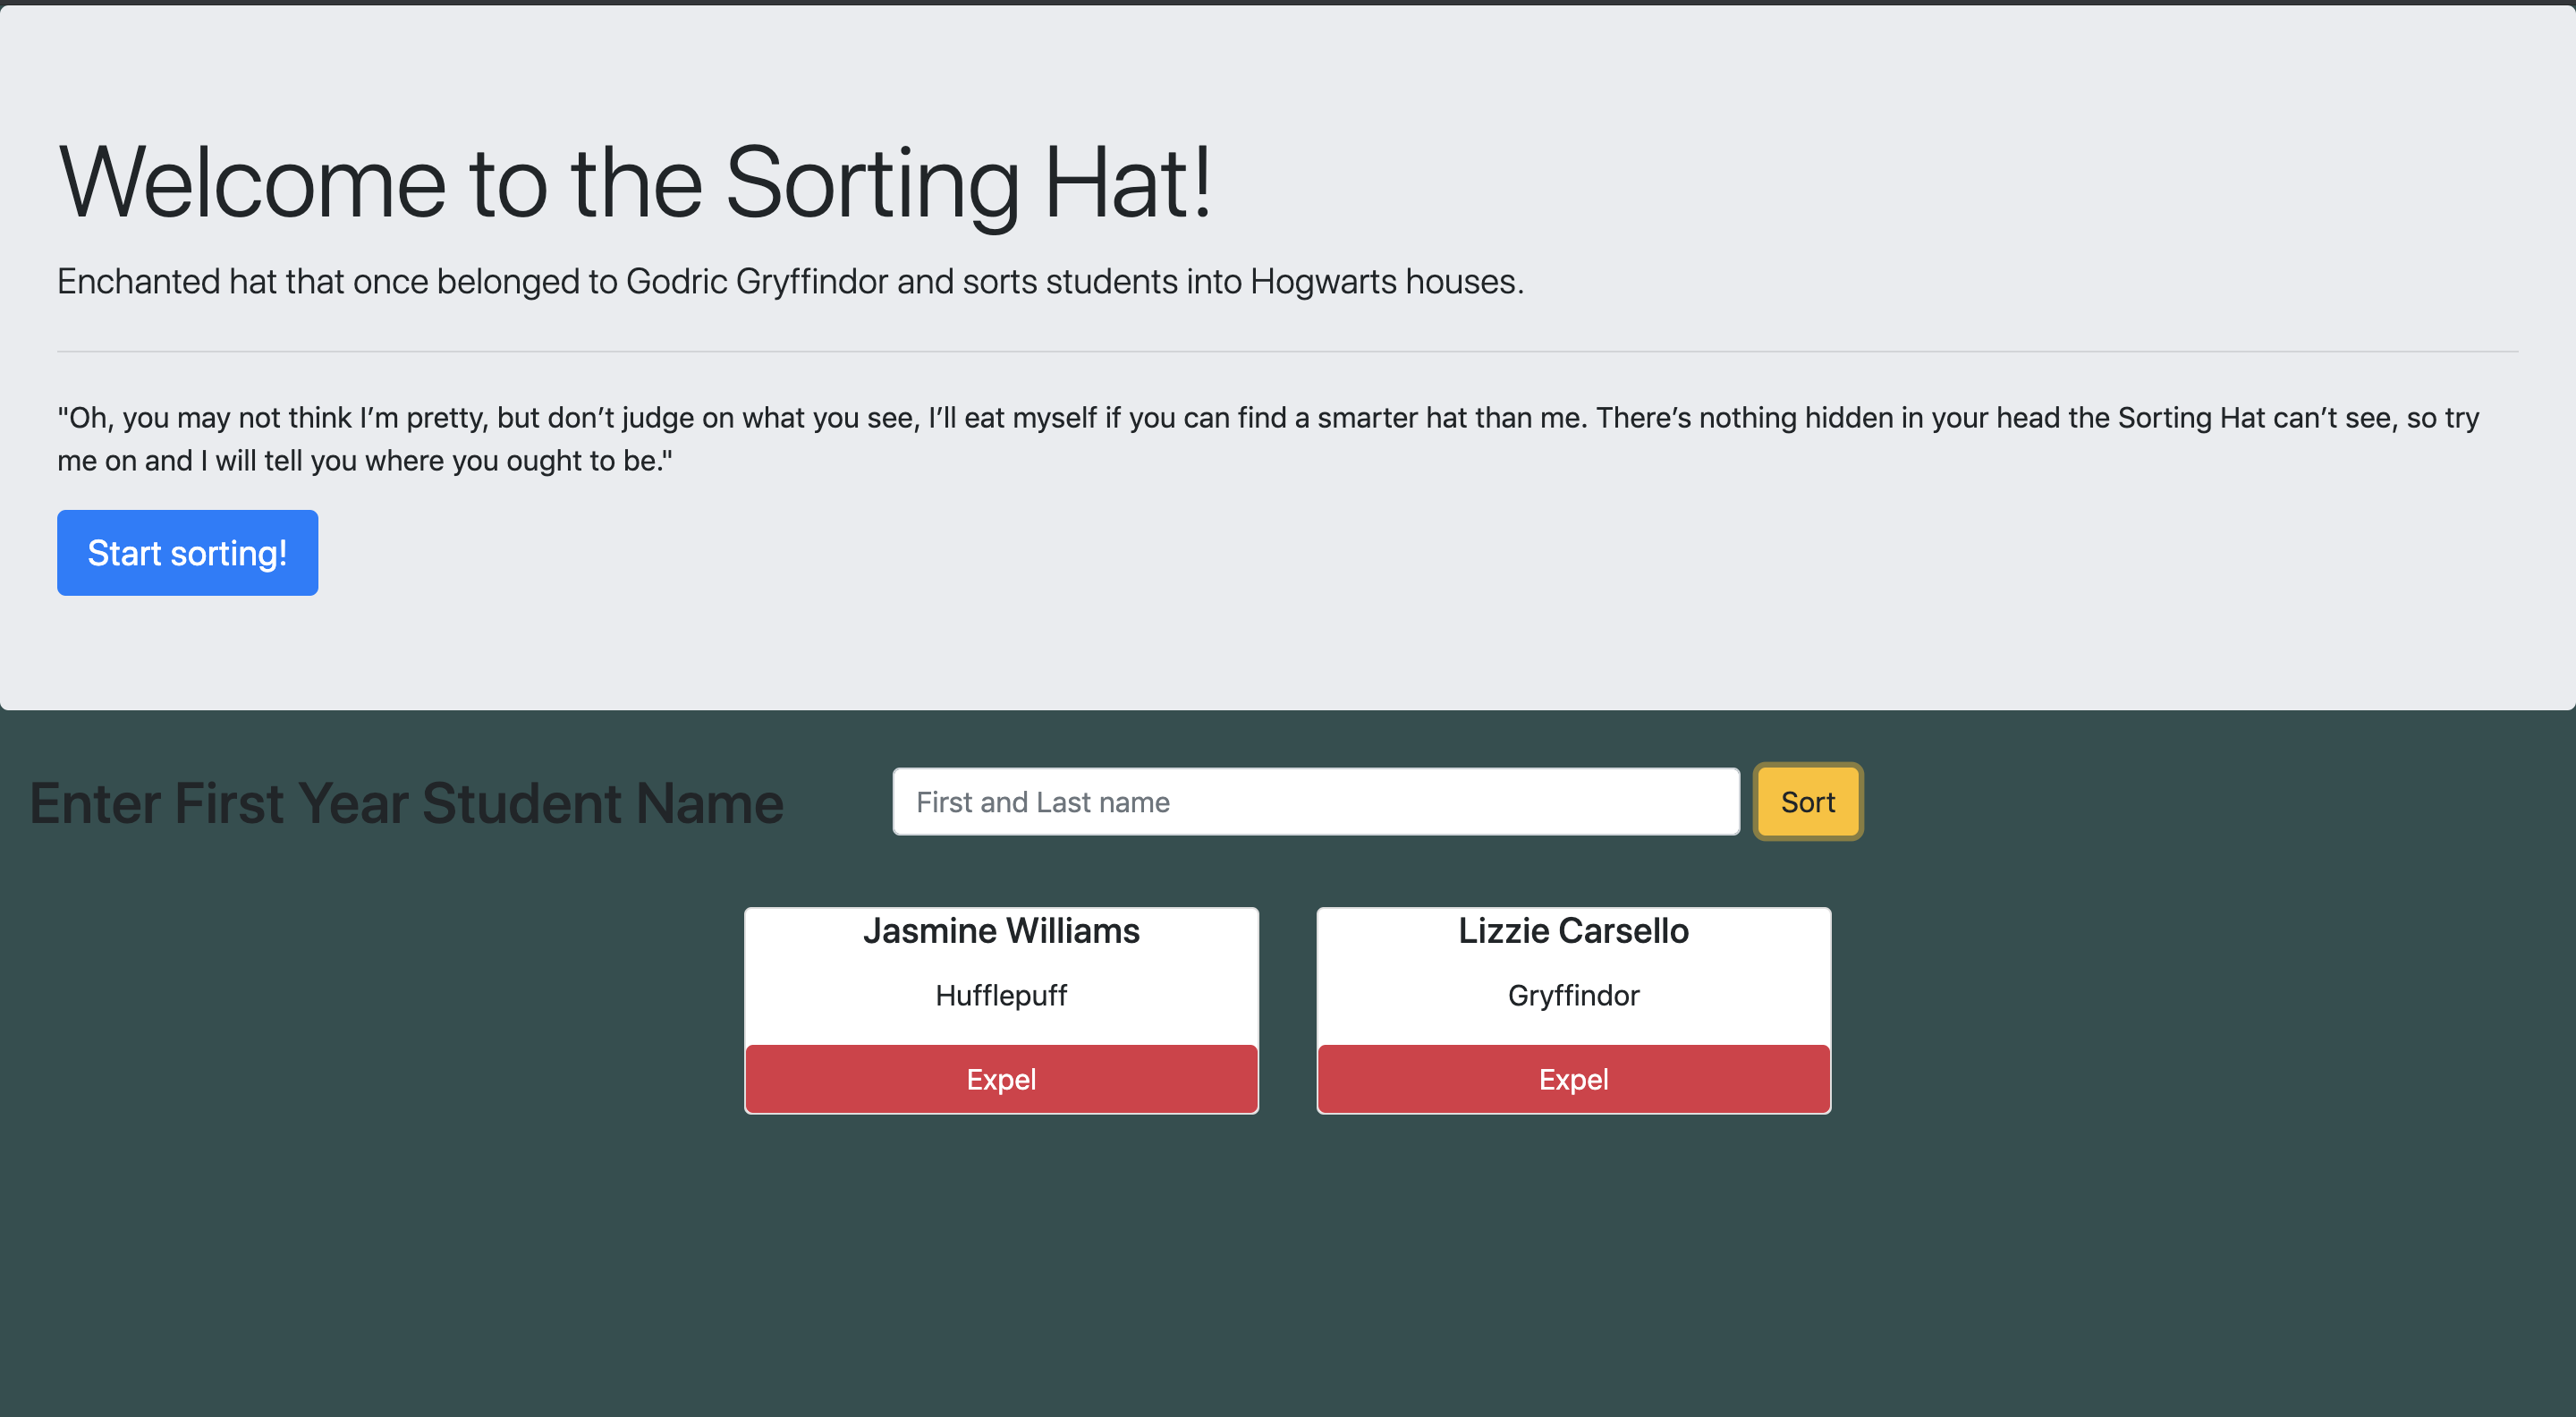 Welcome to the Sorting Hat!
Enchanted hat that once belonged to Godric Gryffindor and sorts students into Hogwarts houses.
"Oh, you may not think I’m pretty, but don’t judge on what you see, I’ll eat myself if you can find a smarter hat than me. There’s nothing hidden in your head the Sorting Hat can’t see, so try
me on and I will tell you where you ought to be."
Start sorting!
Enter First Year Student Name
First and Last name
Sort
Jasmine Williams
Hufflepuff
Expel
Lizzie Carsello
Gryffindor
Expel